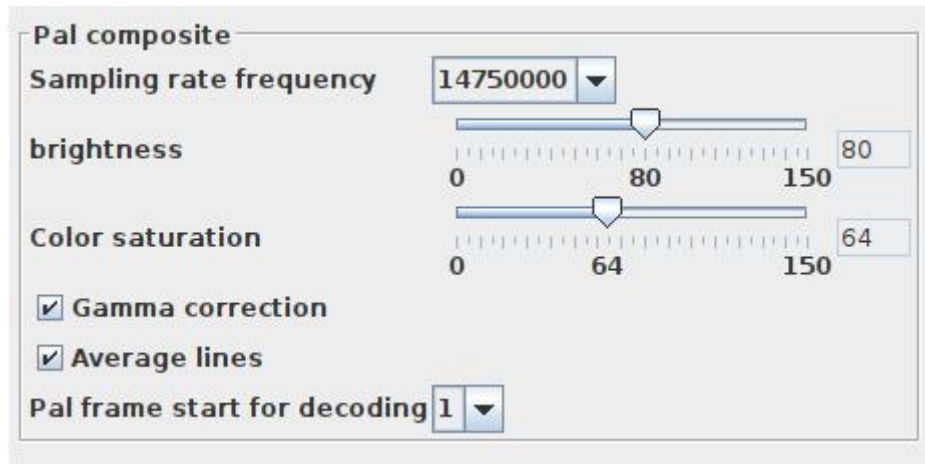 Pal composite
Sampling rate frequency 14750000
brightness 80
0 80 150
Color saturation 64
0 64 150
Gamma correction
Average lines
Pal frame start for decoding 1